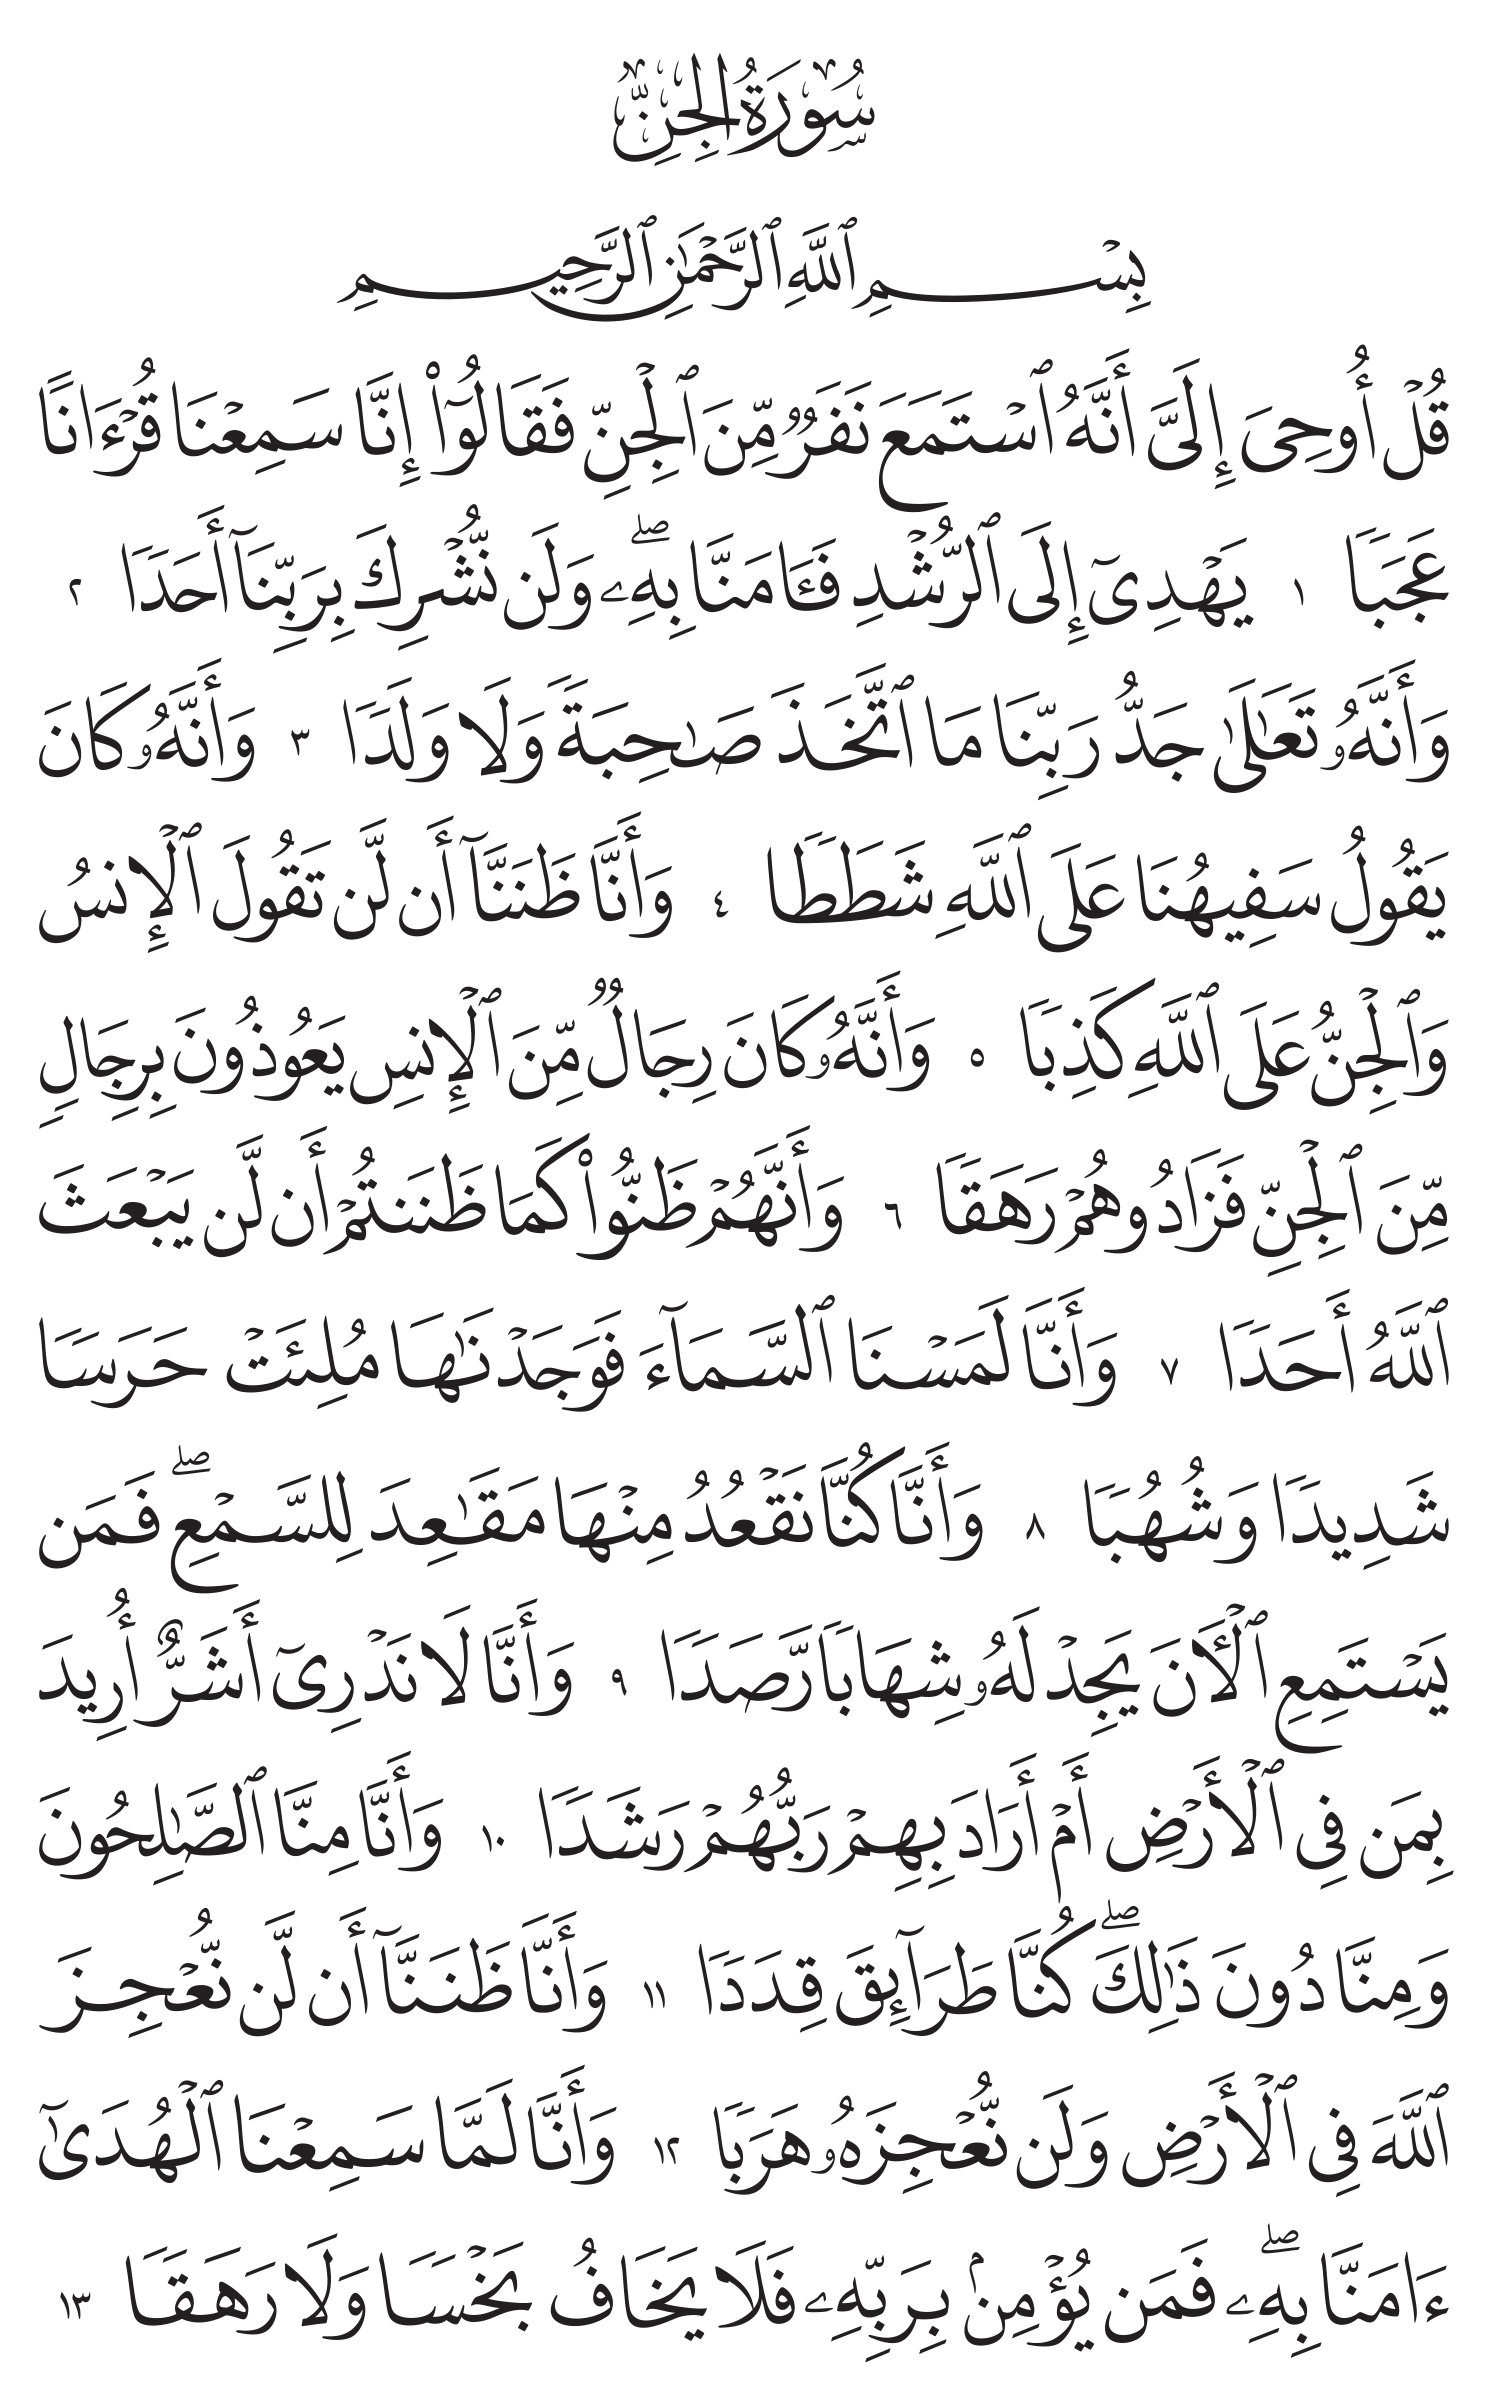 سُورَةُ الجِنِّ
بِسْمِ ٱللَّهِ ٱلرَّحْمَٰنِ ٱلرَّحِيمِ
قُلْ أُوحِىَ إِلَىَّ أَنَّهُ ٱسْتَمَعَ نَفَرٌ مِّنَ ٱلْجِنِّ فَقَالُوٓا۟ إِنَّا سَمِعْنَا قُرْءَانًا
عَجَبًا ١ يَهْدِىٓ إِلَى ٱلرُّشْدِ فَـَٔامَنَّا بِهِۦ ۖ وَلَن نُّشْرِكَ بِرَبِّنَآ أَحَدًا ٢
وَأَنَّهُۥ تَعَٰلَىٰ جَدُّ رَبِّنَا مَا ٱتَّخَذَ صَٰحِبَةً وَلَا وَلَدًا ٣ وَأَنَّهُۥ كَانَ
يَقُولُ سَفِيهُنَا عَلَى ٱللَّهِ شَطَطًا ٤ وَأَنَّا ظَنَنَّآ أَن لَّن تَقُولَ ٱلْإِنسُ
وَٱلْجِنُّ عَلَى ٱللَّهِ كَذِبًا ٥ وَأَنَّهُۥ كَانَ رِجَالٌ مِّنَ ٱلْإِنسِ يَعُوذُونَ بِرِجَالٍ
مِّنَ ٱلْجِنِّ فَزَادُوهُمْ رَهَقًا ٦ وَأَنَّهُمْ ظَنُّوا۟ كَمَا ظَنَنتُمْ أَن لَّن يَبْعَثَ
ٱللَّهُ أَحَدًا ٧ وَأَنَّا لَمَسْنَا ٱلسَّمَآءَ فَوَجَدْنَٰهَا مُلِئَتْ حَرَسًا
شَدِيدًا وَشُهُبًا ٨ وَأَنَّا كُنَّا نَقْعُدُ مِنْهَا مَقَٰعِدَ لِلسَّمْعِ ۖ فَمَن
يَسْتَمِعِ ٱلْـَٔانَ يَجِدْ لَهُۥ شِهَابًا رَّصَدًا ٩ وَأَنَّا لَا نَدْرِىٓ أَشَرٌّ أُرِيدَ
بِمَن فِى ٱلْأَرْضِ أَمْ أَرَادَ بِهِمْ رَبُّهُمْ رَشَدًا ١٠ وَأَنَّا مِنَّا ٱلصَّٰلِحُونَ
وَمِنَّا دُونَ ذَٰلِكَ ۖ كُنَّا طَرَآئِقَ قِدَدًا ١١ وَأَنَّا ظَنَنَّآ أَن لَّن نُّعْجِزَ
ٱللَّهَ فِى ٱلْأَرْضِ وَلَن نُّعْجِزَهُۥ هَرَبًا ١٢ وَأَنَّا لَمَّا سَمِعْنَا ٱلْهُدَىٰٓ
ءَامَنَّا بِهِۦ ۖ فَمَن يُؤْمِنۢ بِرَبِّهِۦ فَلَا يَخَافُ بَخْسًا وَلَا رَهَقًا ١٣